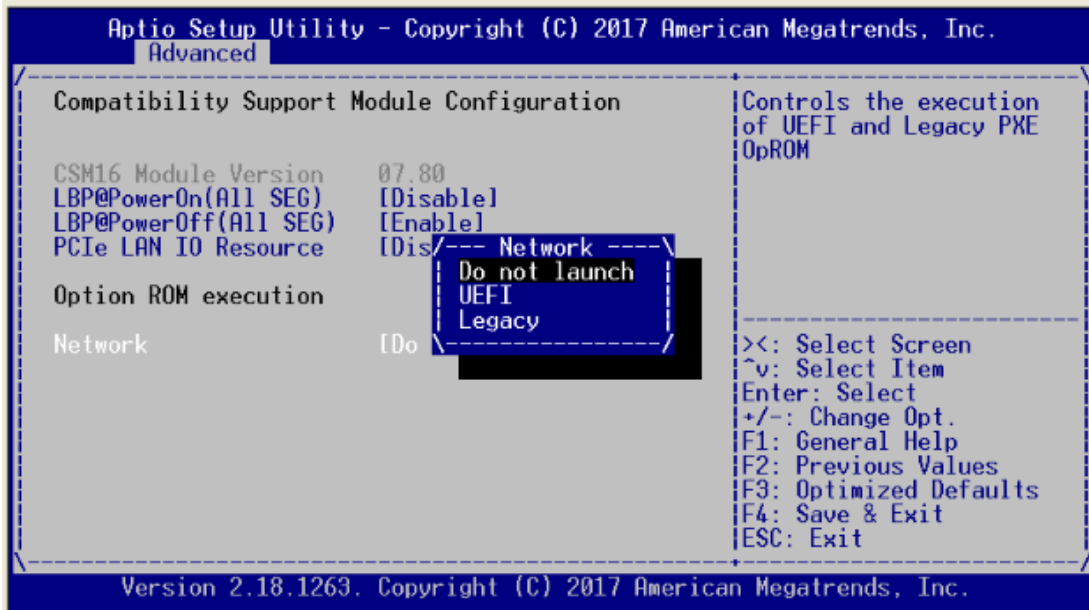 Aptio Setup Utility - Copyright (C) 2017 American Megatrends, Inc.
Advanced
Compatibility Support Module Configuration
CSM16 Module Version 07.80
LBP@PowerOn(All SEG) [Disable]
LBP@PowerOff(All SEG) [Enable]
PCIe LAN IO Resource [Dis
Option ROM execution
Network [Do
Network
Do not launch
UEFI
Legacy
Controls the execution
of UEFI and Legacy PXE
OpROM
><: Select Screen
^v: Select Item
Enter: Select
+/-: Change Opt.
F1: General Help
F2: Previous Values
F3: Optimized Defaults
F4: Save & Exit
ESC: Exit
Version 2.18.1263. Copyright (C) 2017 American Megatrends, Inc.